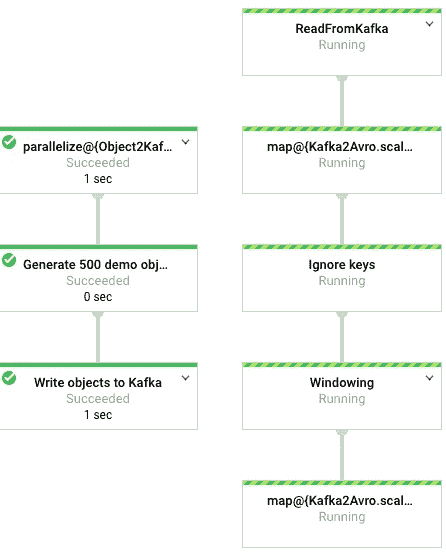 parallelize@{Object2Kaf...
Succeeded
1 sec
Generate 500 demo obj...
Succeeded
0 sec
Write objects to Kafka
Succeeded
1 sec
ReadFromKafka
Running
map@{Kafka2Avro.scal...
Running
Ignore keys
Running
Windowing
Running
map@{Kafka2Avro.scal...
Running